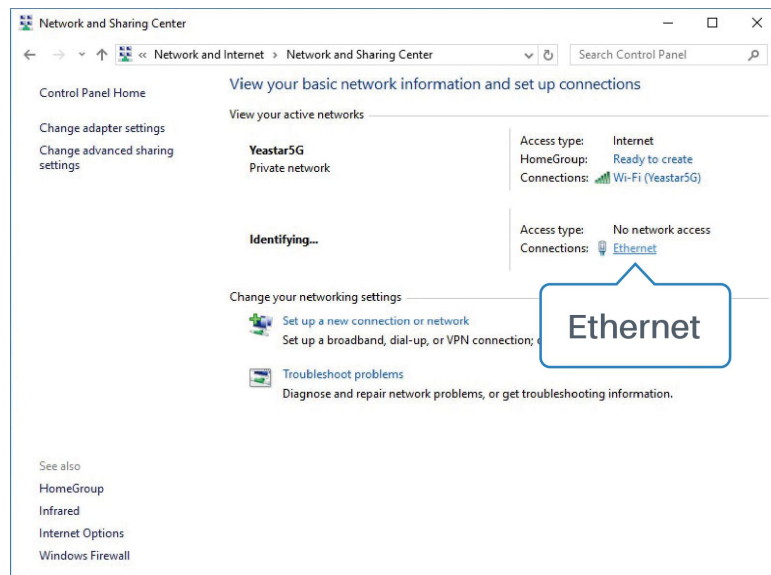 Network and Sharing Center
« Network and Internet > Network and Sharing Center
Search Control Panel
Control Panel Home
Change adapter settings
Change advanced sharing
settings
View your basic network information and set up connections
View your active networks
Yeastar5G
Private network
Access type: Internet
HomeGroup: Ready to create
Connections: Wi-Fi (Yeastar5G)
Identifying...
Access type: No network access
Connections: Ethernet
Ethernet
Change your networking settings
Set up a new connection or network
Set up a broadband, dial-up, or VPN connection;
Troubleshoot problems
Diagnose and repair network problems, or get troubleshooting information.
See also
HomeGroup
Infrared
Internet Options
Windows Firewall